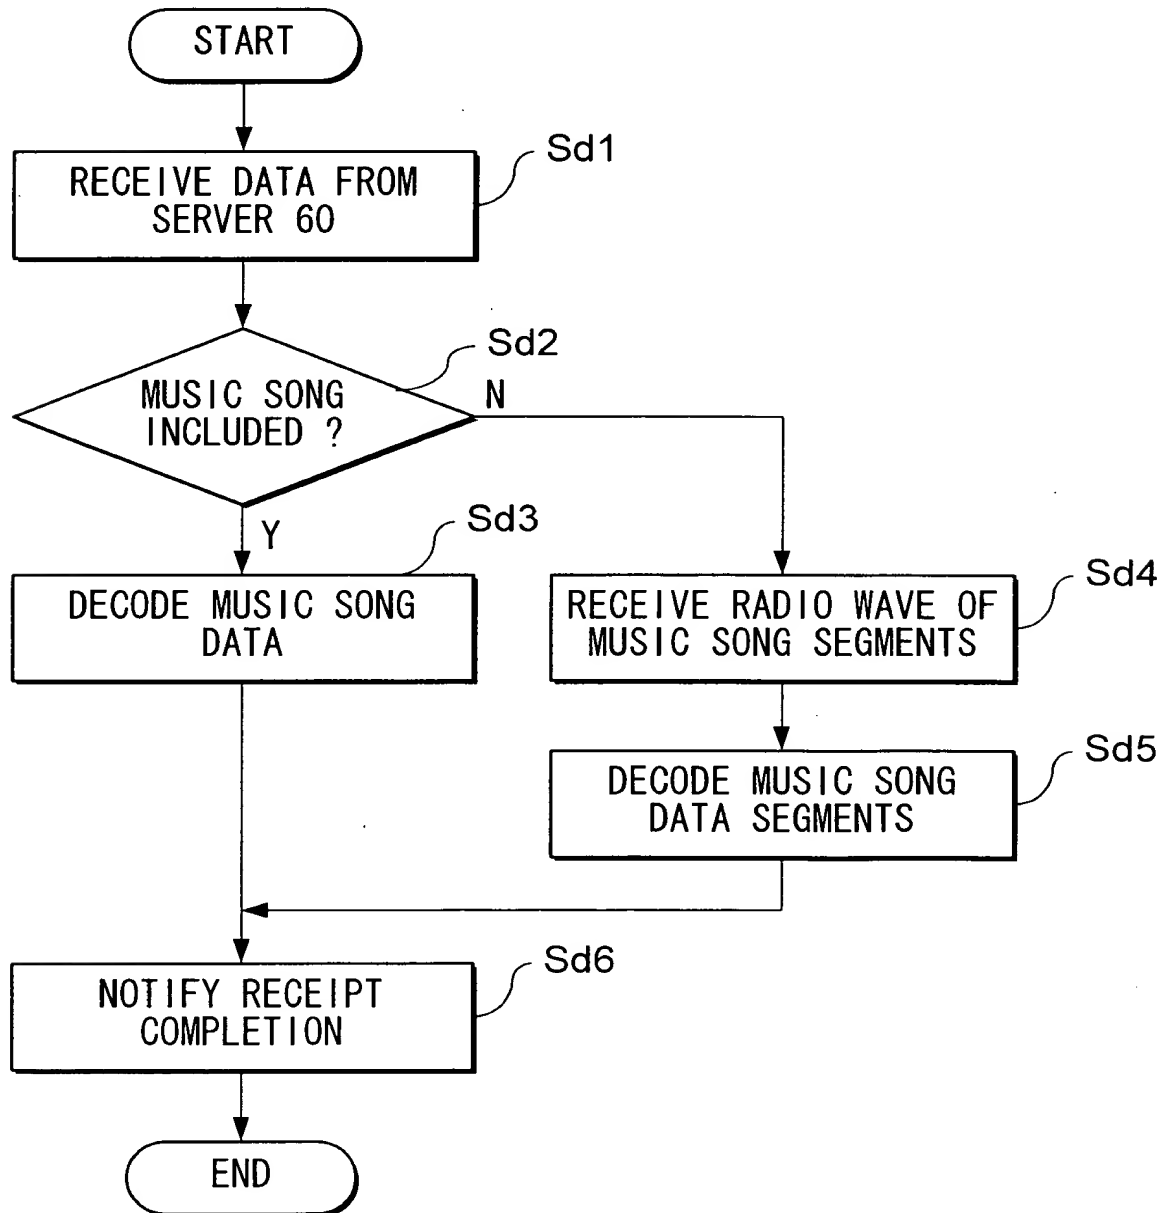 START
Sd1
RECEIVE DATA FROM
SERVER 60
Sd2
MUSIC SONG
INCLUDED ?
N
Y
Sd3
DECODE MUSIC SONG
DATA
Sd4
RECEIVE RADIO WAVE OF
MUSIC SONG SEGMENTS
Sd5
DECODE MUSIC SONG
DATA SEGMENTS
Sd6
NOTIFY RECEIPT
COMPLETION
END